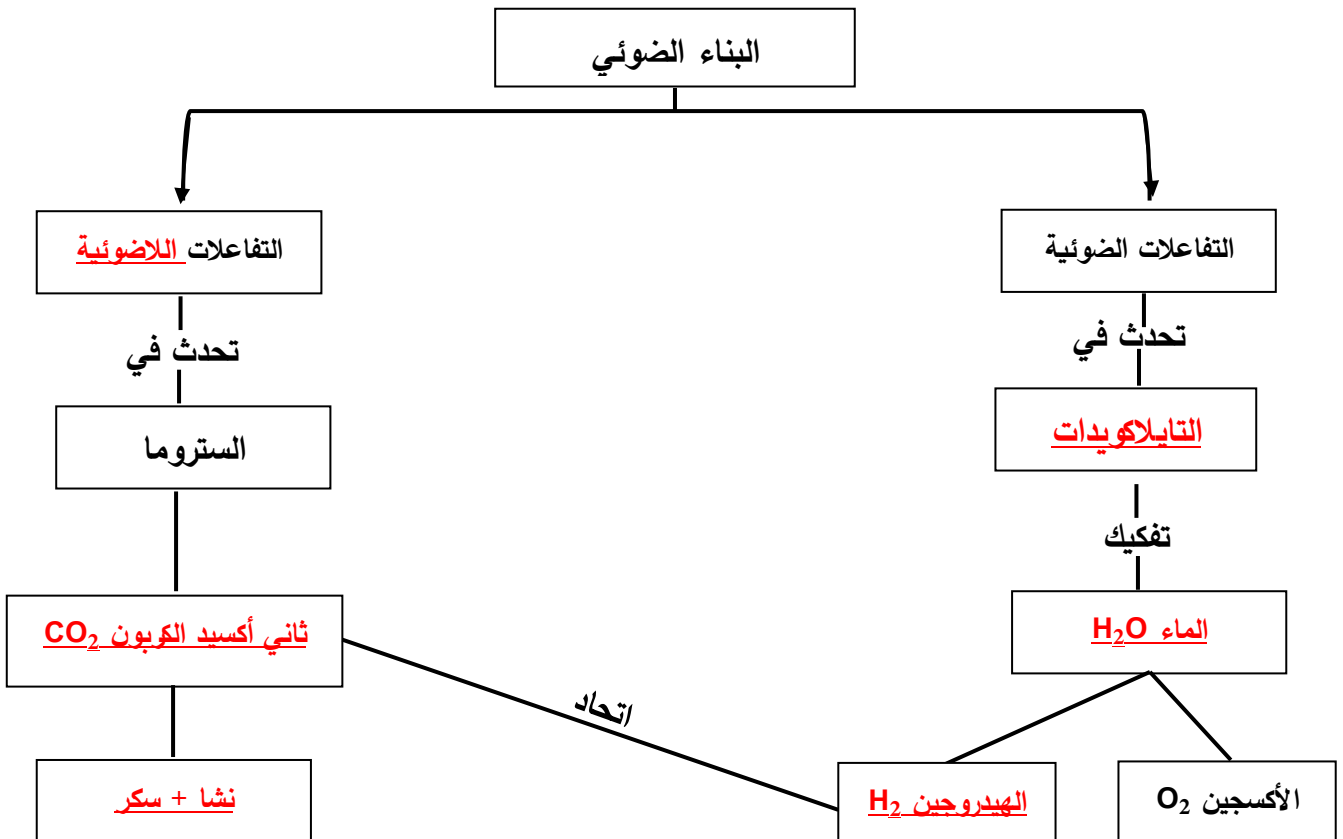 البناء الضوئي
التفاعلات الضوئية
التفاعلات اللاضوئية
تحدث في
تحدث في
التايلاكويدات
الستروما
تفكيك
الماء H₂O
ثاني أكسيد الكربون CO₂
اتحاد
الأكسجين O₂
الهيدروجين H₂
نشا + سكر